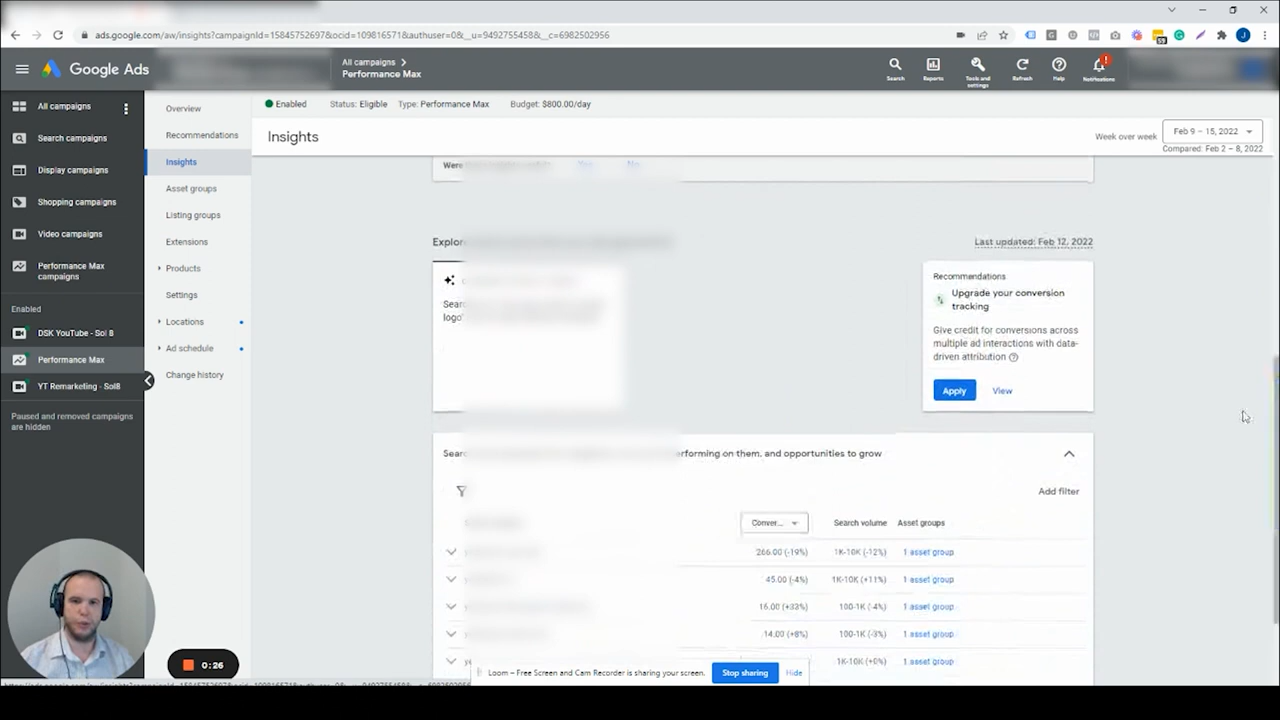 ads.google.com/aw/insights?campaignId=15845752697&ocid=109816571&authuser=0&__u=9492755458&__c=6982502956
Google Ads
All campaigns
Performance Max
Search
Reports
Tools and settings
Refresh
Help
Notifications
All campaigns
Search campaigns
Display campaigns
Shopping campaigns
Video campaigns
Performance Max
campaigns
Enabled
DSK YouTube - Sol 8
Performance Max
YT Remarketing - Sol8
Paused and removed campaigns
are hidden
Overview
Recommendations
Insights
Asset groups
Listing groups
Extensions
Products
Settings
Locations
Ad schedule
Change history
Enabled Status: Eligible Type: Performance Max Budget: $800.00/day
Insights
Week over week
Feb 9 – 15, 2022
Compared: Feb 2 – 8, 2022
Were
Yes No
Explor
Last updated: Feb 12, 2022
Sear
logo'
Recommendations
Upgrade your conversion
tracking
Give credit for conversions across
multiple ad interactions with data-
driven attribution
Apply View
Sear
erforming on them, and opportunities to grow
Add filter
Conver... Search volume Asset groups
266.00 (-19%) 1K-10K (-12%) 1 asset group
45.00 (-4%) 1K-10K (+11%) 1 asset group
16.00 (+33%) 100-1K (-4%) 1 asset group
14.00 (+8%) 100-1K (-3%) 1 asset group
1K-10K (+0%) 1 asset group
0:26
Loom – Free Screen and Cam Recorder is sharing your screen.
Stop sharing
Hide